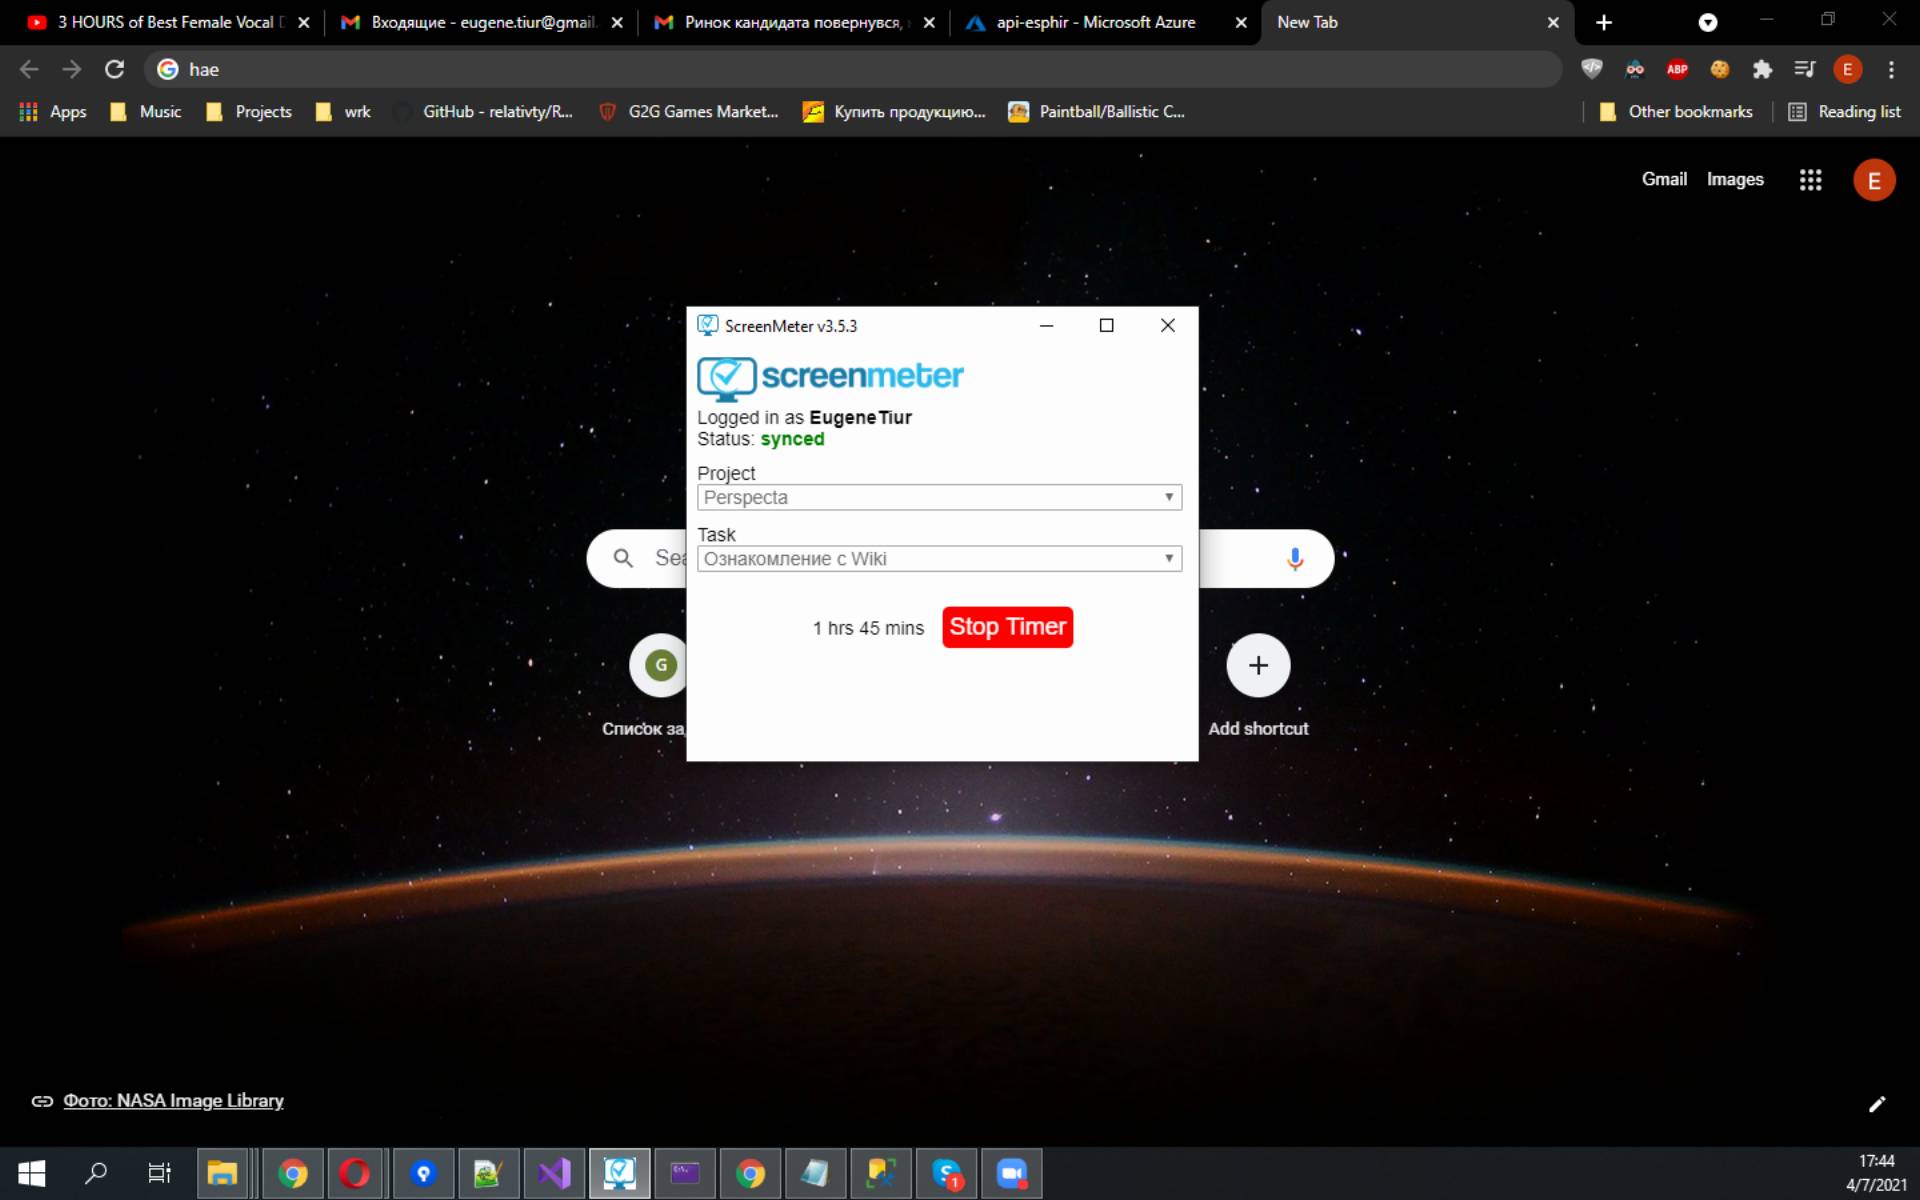 3 HOURS of Best Female Vocal
Входящие - eugene.tiur@gmail.
Ринок кандидата повернувся,
api-esphir - Microsoft Azure
New Tab
hae
ABP
E
Apps
Music
Projects
wrk
GitHub - relativty/R...
G2G Games Market...
Купить продукцию...
Paintball/Ballistic C...
Other bookmarks
Reading list
Gmail
Images
E
ScreenMeter v3.5.3
screenmeter
Logged in as EugeneTiur
Status: synced
Project
Perspecta
Task
Ознакомление с Wiki
Sea
1 hrs 45 mins
Stop Timer
G
Список за
Add shortcut
Фото: NASA Image Library
1
17:44
4/7/2021